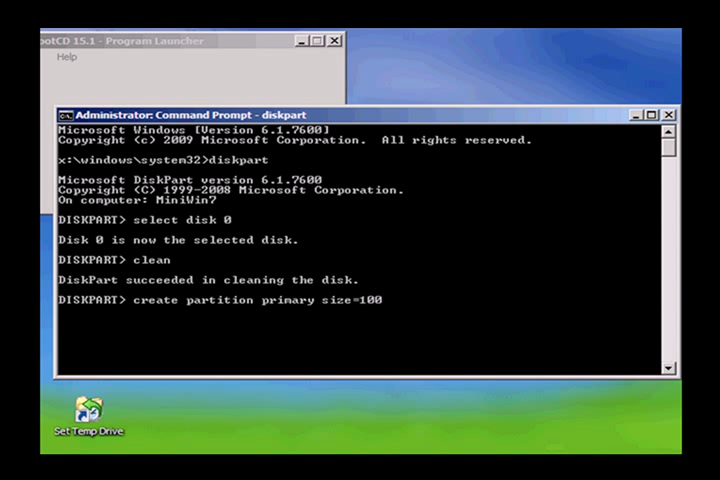 ootCD 15.1 - Program Launcher
Help
Administrator: Command Prompt - diskpart
Microsoft Windows [Version 6.1.7600]
Copyright (c) 2009 Microsoft Corporation.  All rights reserved.
x:\windows\system32>diskpart
Microsoft DiskPart version 6.1.7600
Copyright (C) 1999-2008 Microsoft Corporation.
On computer: MiniWin7
DISKPART> select disk 0
Disk 0 is now the selected disk.
DISKPART> clean
DiskPart succeeded in cleaning the disk.
DISKPART> create partition primary size=100
Set Temp Drive